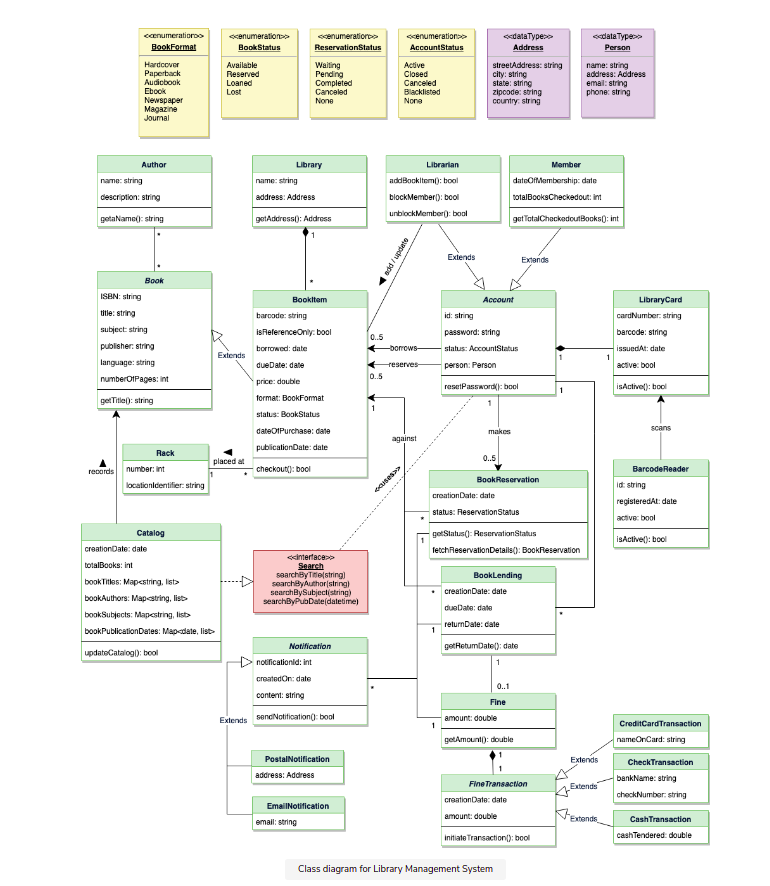 <<enumeration>>
BookFormat
Hardcover
Paperback
Audiobook
Ebook
Newspaper
Magazine
Journal
<<enumeration>>
BookStatus
Available
Reserved
Loaned
Lost
<<enumeration>>
ReservationStatus
Waiting
Pending
Completed
Canceled
None
<<enumeration>>
AccountStatus
Active
Closed
Canceled
Blacklisted
None
<<dataType>>
Address
streetAddress: string
city: string
state: string
zipcode: string
country: string
<<dataType>>
Person
name: string
address: Address
email: string
phone: string
Author
name: string
description: string
getaName(): string
Library
name: string
address: Address
getAddress(): Address
Librarian
addBookItem(): bool
blockMember(): bool
unblockMember(): bool
Member
dateOfMembership: date
totalBooksCheckedout: int
getTotalCheckedoutBooks(): int
*
*
1
*
add / update
Extends
Extends
Book
ISBN: string
title: string
subject: string
publisher: string
language: string
numberOfPages: int
getTitle(): string
Extends
BookItem
barcode: string
isReferenceOnly: bool
borrowed: date
dueDate: date
price: double
format: BookFormat
status: BookStatus
dateOfPurchase: date
publicationDate: date
checkout(): bool
0..5
borrows
reserves
0..5
1
Account
id: string
password: string
status: AccountStatus
person: Person
resetPassword(): bool
1
1
1
1
LibraryCard
cardNumber: string
barcode: string
issuedAt: date
active: bool
isActive(): bool
scans
BarcodeReader
id: string
registeredAt: date
active: bool
isActive(): bool
against
makes
0..5
<<uses>>
records
Rack
number: int
locationIdentifier: string
placed at
1
*
BookReservation
creationDate: date
status: ReservationStatus
getStatus(): ReservationStatus
fetchReservationDetails(): BookReservation
*
1
Catalog
creationDate: date
totalBooks: int
bookTitles: Map<string, list>
bookAuthors: Map<string, list>
bookSubjects: Map<string, list>
bookPublicationDates: Map<date, list>
updateCatalog(): bool
<<interface>>
Search
searchByTitle(string)
searchByAuthor(string)
searchBySubject(string)
searchByPubDate(datetime)
BookLending
creationDate: date
dueDate: date
returnDate: date
getReturnDate(): date
*
1
*
1
0..1
Notification
notificationId: int
createdOn: date
content: string
sendNotification(): bool
*
Extends
PostalNotification
address: Address
EmailNotification
email: string
Fine
amount: double
getAmount(): double
1
1
1
FineTransaction
creationDate: date
amount: double
initiateTransaction(): bool
Extends
Extends
Extends
CreditCardTransaction
nameOnCard: string
CheckTransaction
bankName: string
checkNumber: string
CashTransaction
cashTendered: double
Class diagram for Library Management System